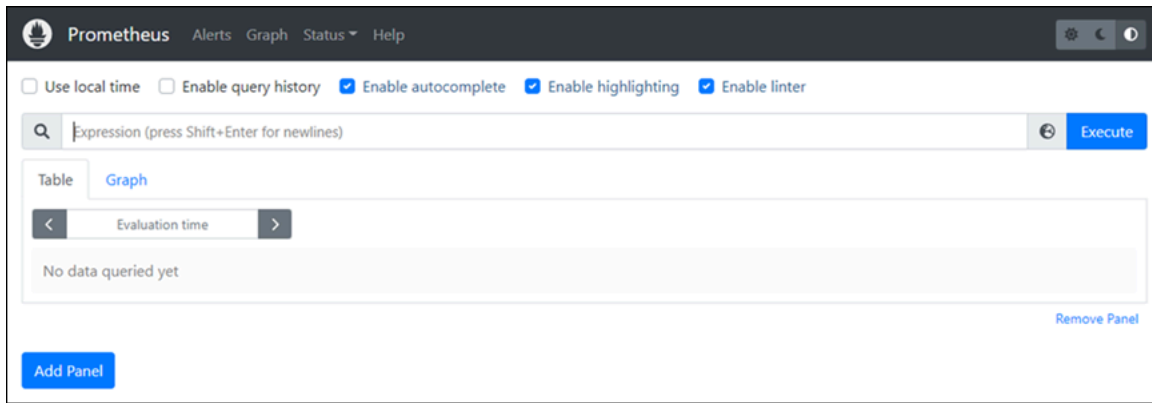 Prometheus Alerts Graph Status Help
Use local time Enable query history Enable autocomplete Enable highlighting Enable linter
Expression (press Shift+Enter for newlines) Execute
Table Graph
Evaluation time
No data queried yet
Remove Panel
Add Panel